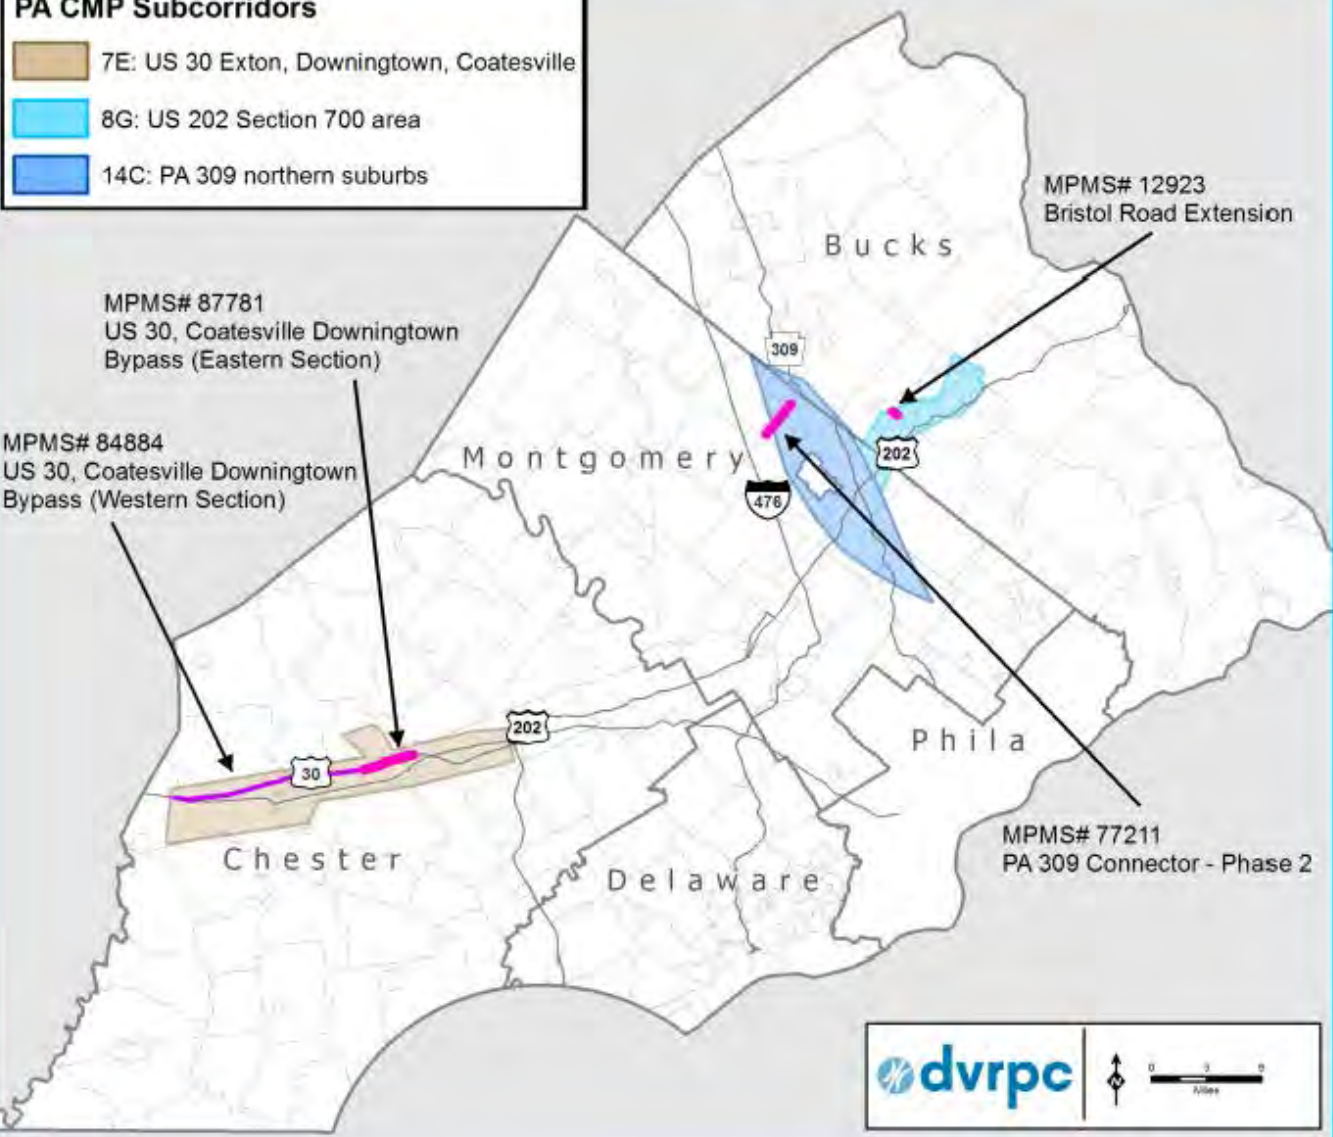 PA CMP Subcorridors
7E: US 30 Exton, Downingtown, Coatesville
8G: US 202 Section 700 area
14C: PA 309 northern suburbs
MPMS# 12923
Bristol Road Extension
Bucks
MPMS# 87781
US 30, Coatesville Downingtown
Bypass (Eastern Section)
309
MPMS# 84884
US 30, Coatesville Downingtown
Bypass (Western Section)
Montgomery
202
476
202
Phila
30
MPMS# 77211
PA 309 Connector - Phase 2
Chester
Delaware
dvrpc
N
Miles